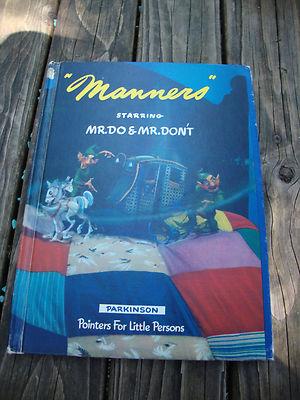 "Manners"
STARRING
MR. DO & MR. DON'T
PARKINSON
Pointers For Little Persons